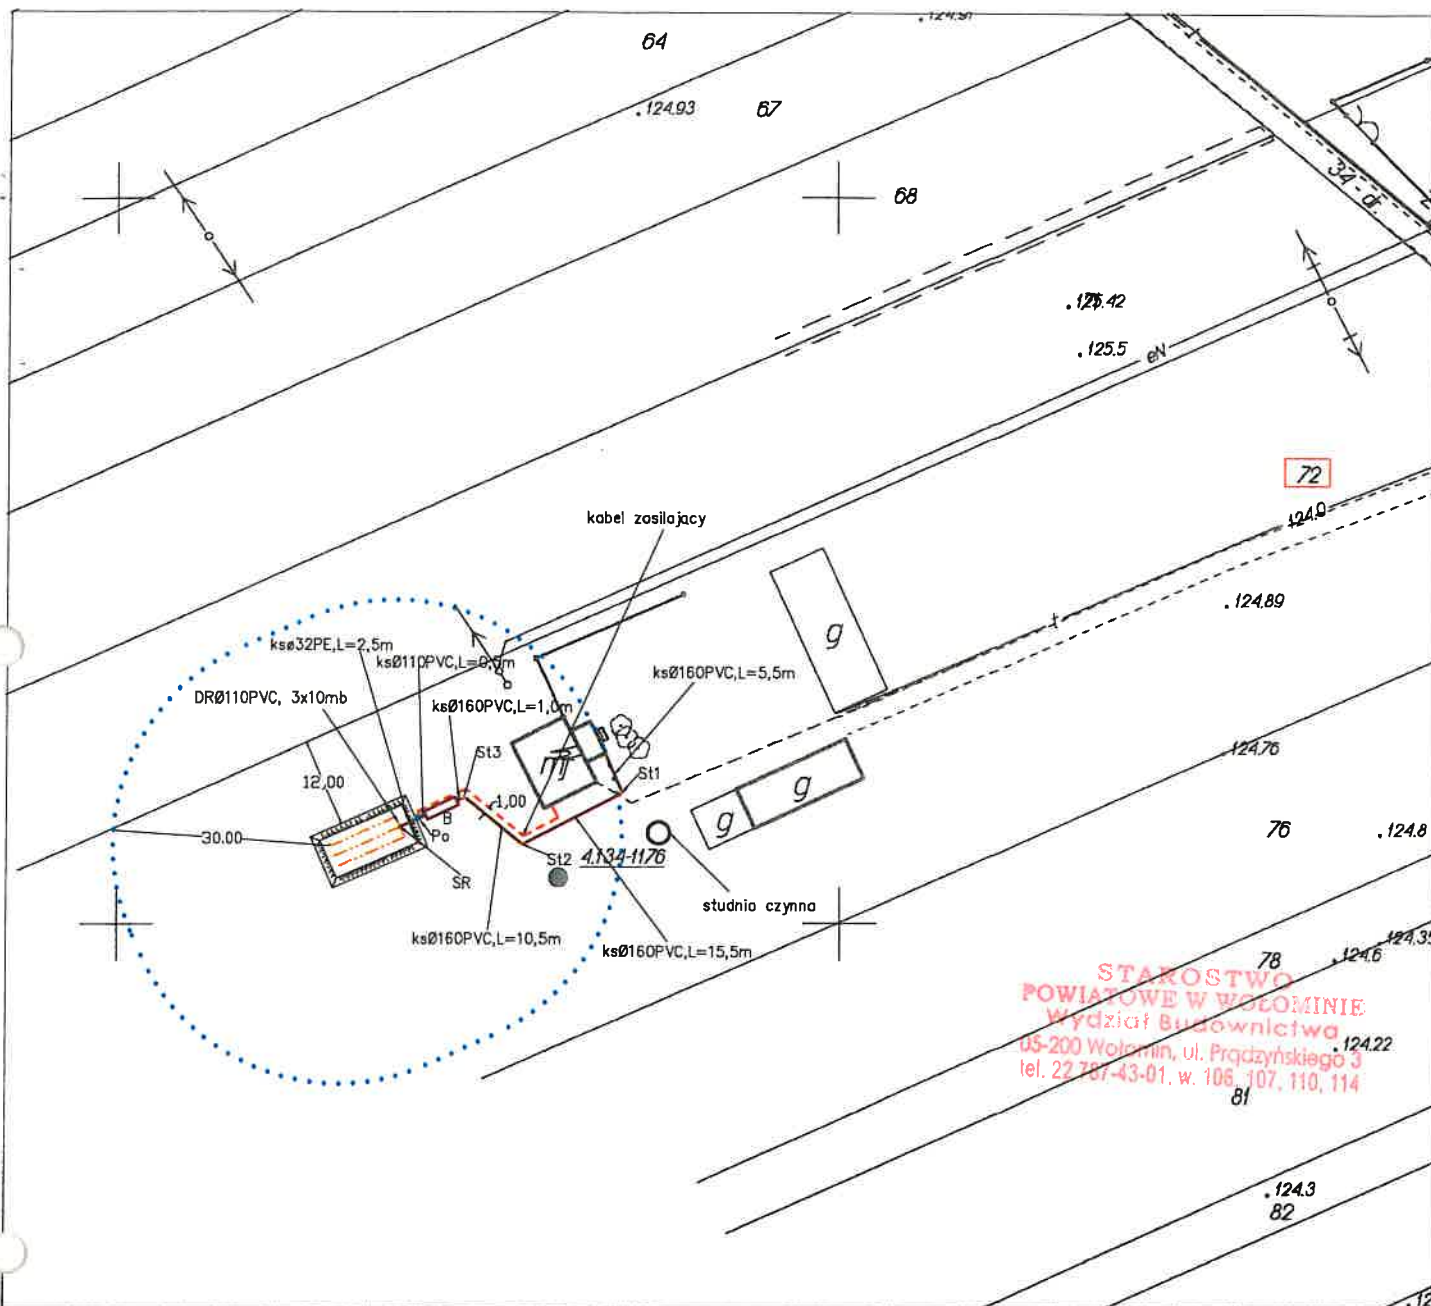 124.91
64
.124.93
67
68
34-dr.
.125.5
eN
72
124.0
kabel zasilający
.124.89
g
ksø32PE,L=2,5m
ksØ110PVC,L=0,5m
ksØ160PVC,L=5,5m
DRØ110PVC, 3x10mb
ksØ160PVC,L=1,0m
St3
mj
124.76
St1
12,00
1,00
g
B
g
76
.124.8
30.00
Po
St2
4.134-1176
SR
studnia czynna
ksØ160PVC,L=10,5m
ksØ160PVC,L=15,5m
.124.35
78
.124.6
STAROSTWO
POWIATOWE W WOŁOMINIE
Wydział Budownictwa
05-200 Wołomin, ul. Prądzyńskiego 3
tel. 22 787-43-01, w. 106, 107, 110, 114
.124.22
81
.124.3
82